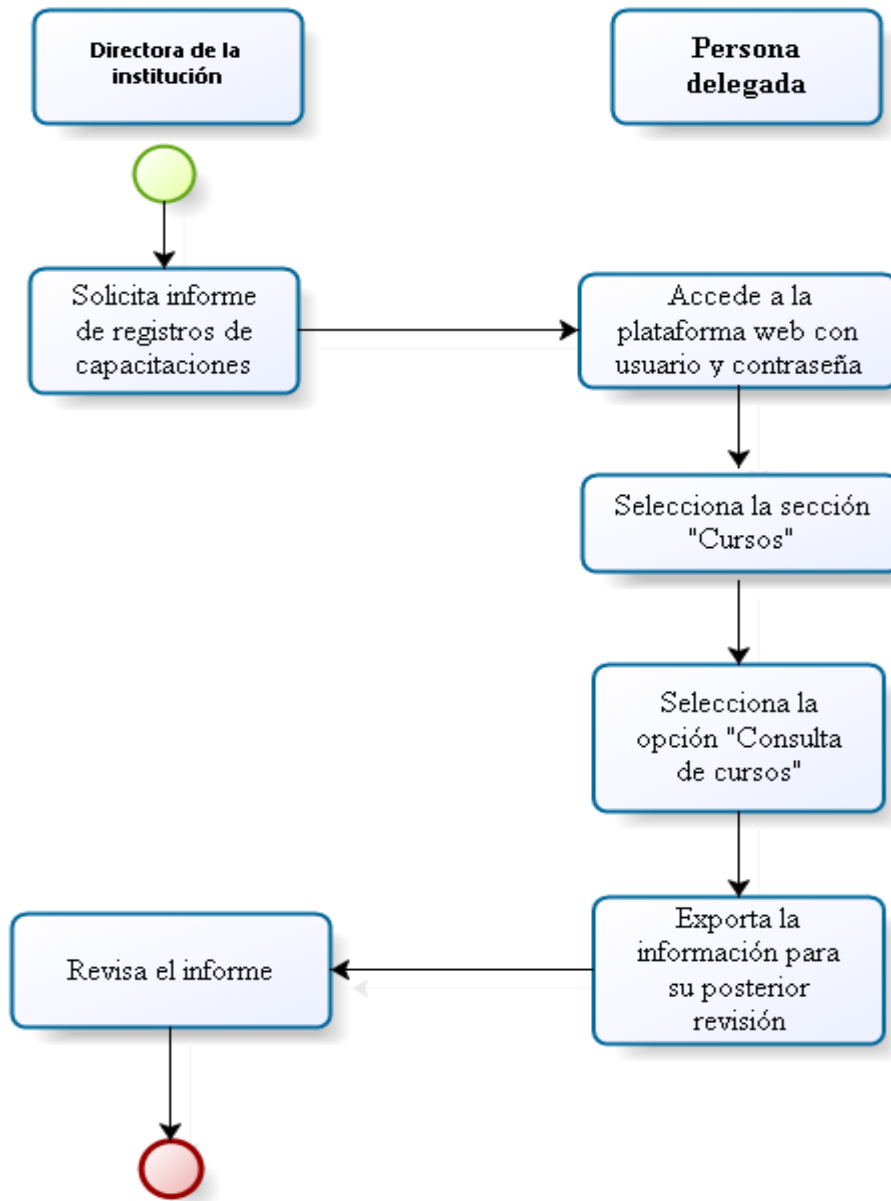 Directora de la
institución
Persona
delegada
Solicita informe
de registros de
capacitaciones
Accede a la
plataforma web con
usuario y contraseña
Selecciona la sección
"Cursos"
Selecciona la
opción "Consulta
de cursos"
Exporta la
información para
su posterior
revisión
Revisa el informe